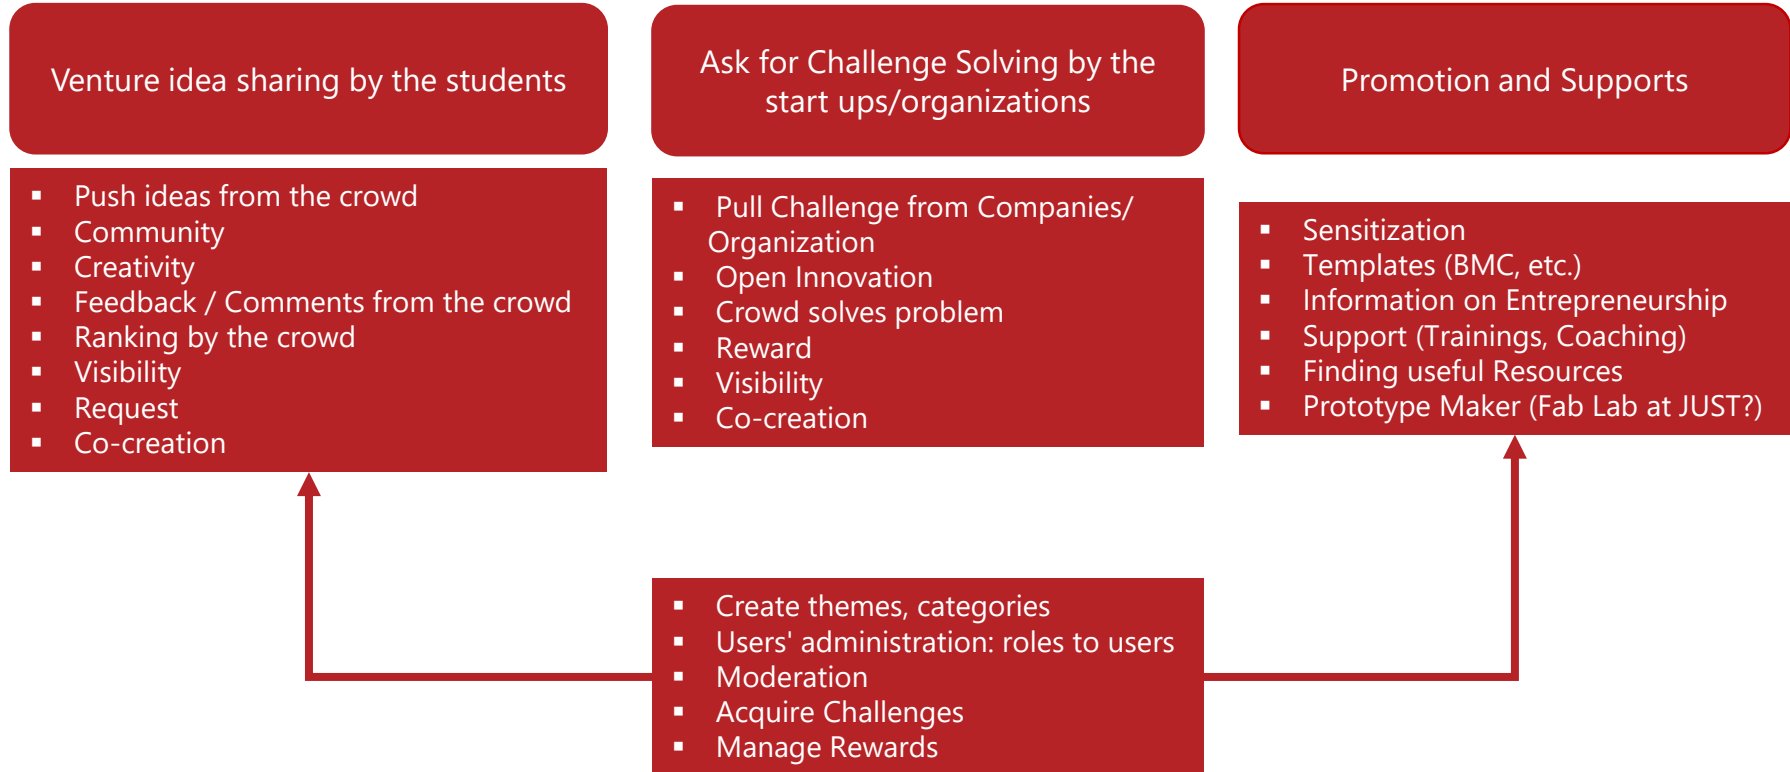 Venture idea sharing by the students
Ask for Challenge Solving by the
start ups/organizations
Promotion and Supports
▪ Push ideas from the crowd
▪ Community
▪ Creativity
▪ Feedback / Comments from the crowd
▪ Ranking by the crowd
▪ Visibility
▪ Request
▪ Co-creation
▪ Pull Challenge from Companies/
Organization
▪ Open Innovation
▪ Crowd solves problem
▪ Reward
▪ Visibility
▪ Co-creation
▪ Sensitization
▪ Templates (BMC, etc.)
▪ Information on Entrepreneurship
▪ Support (Trainings, Coaching)
▪ Finding useful Resources
▪ Prototype Maker (Fab Lab at JUST?)
▪ Create themes, categories
▪ Users' administration: roles to users
▪ Moderation
▪ Acquire Challenges
▪ Manage Rewards